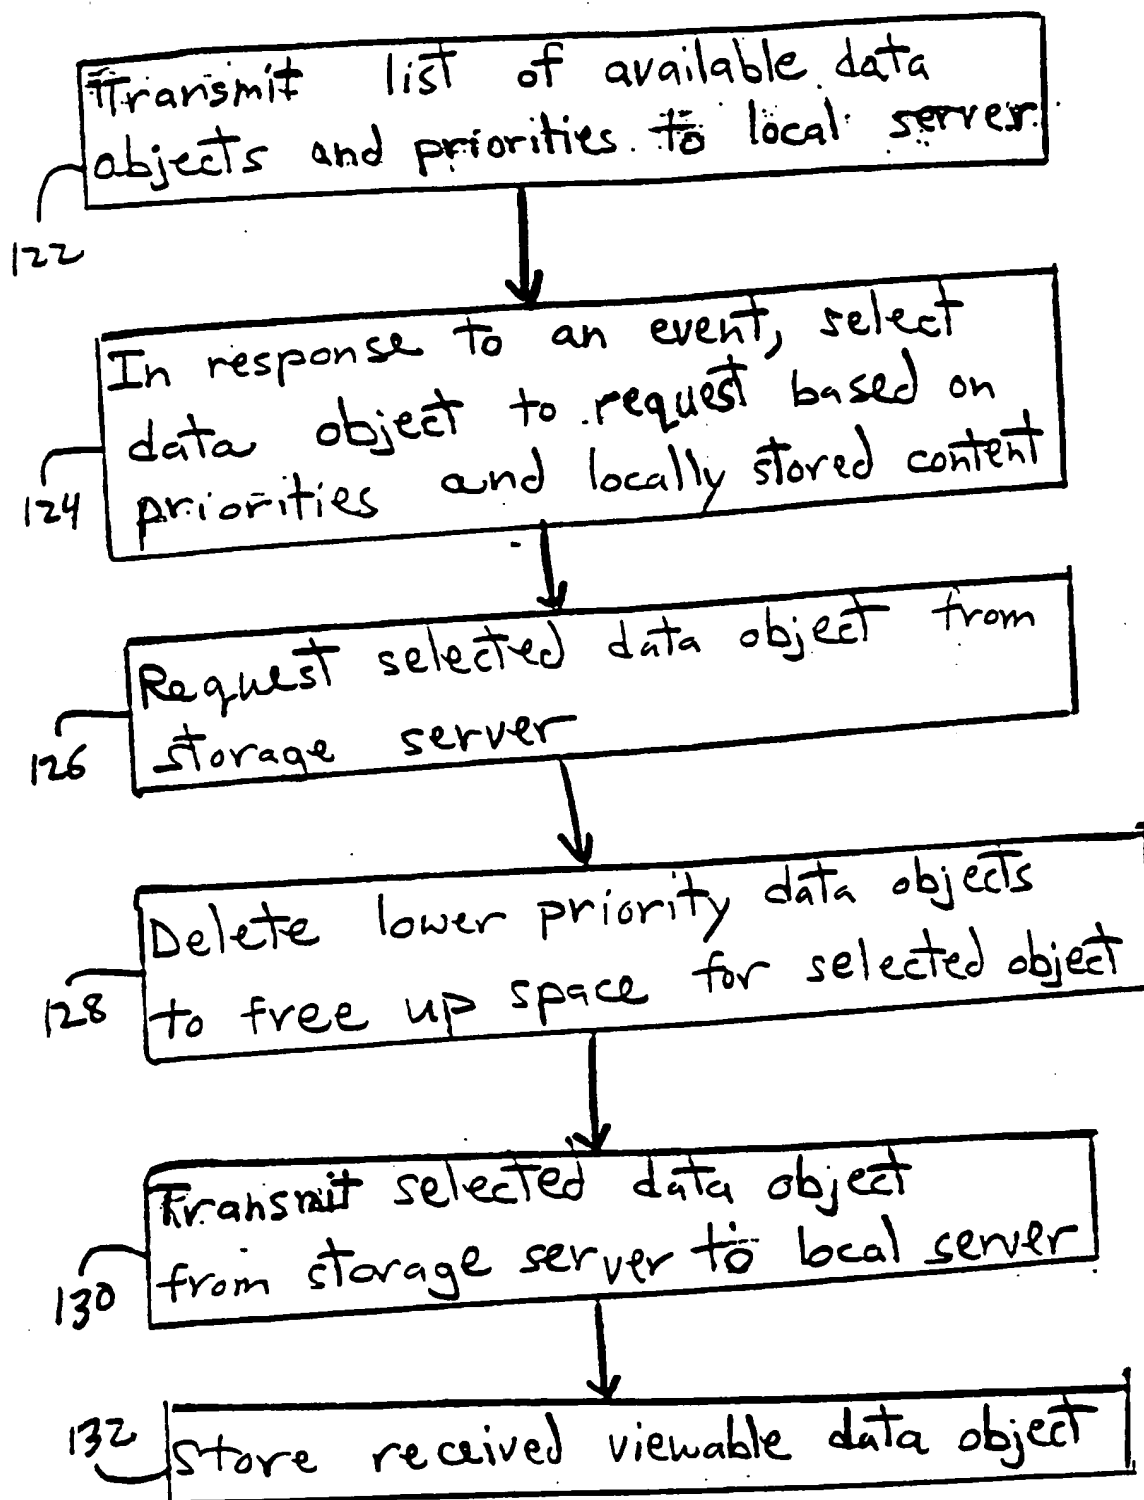 Transmit list of available data
objects and priorities to local server
122
In response to an event, select
data object to request based on
priorities and locally stored content
124
Request selected data object from
storage server
126
Delete lower priority data objects
to free up space for selected object
128
Transmit selected data object
from storage server to local server
130
132
Store received viewable data object